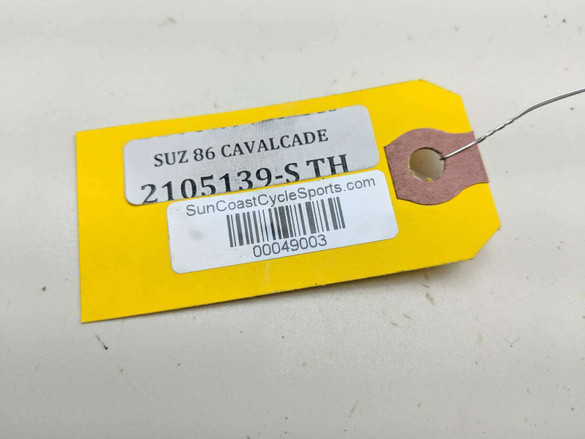 SUZ 86 CAVALCADE
2105139-S TH
SunCoastCycleSports.com
00049003